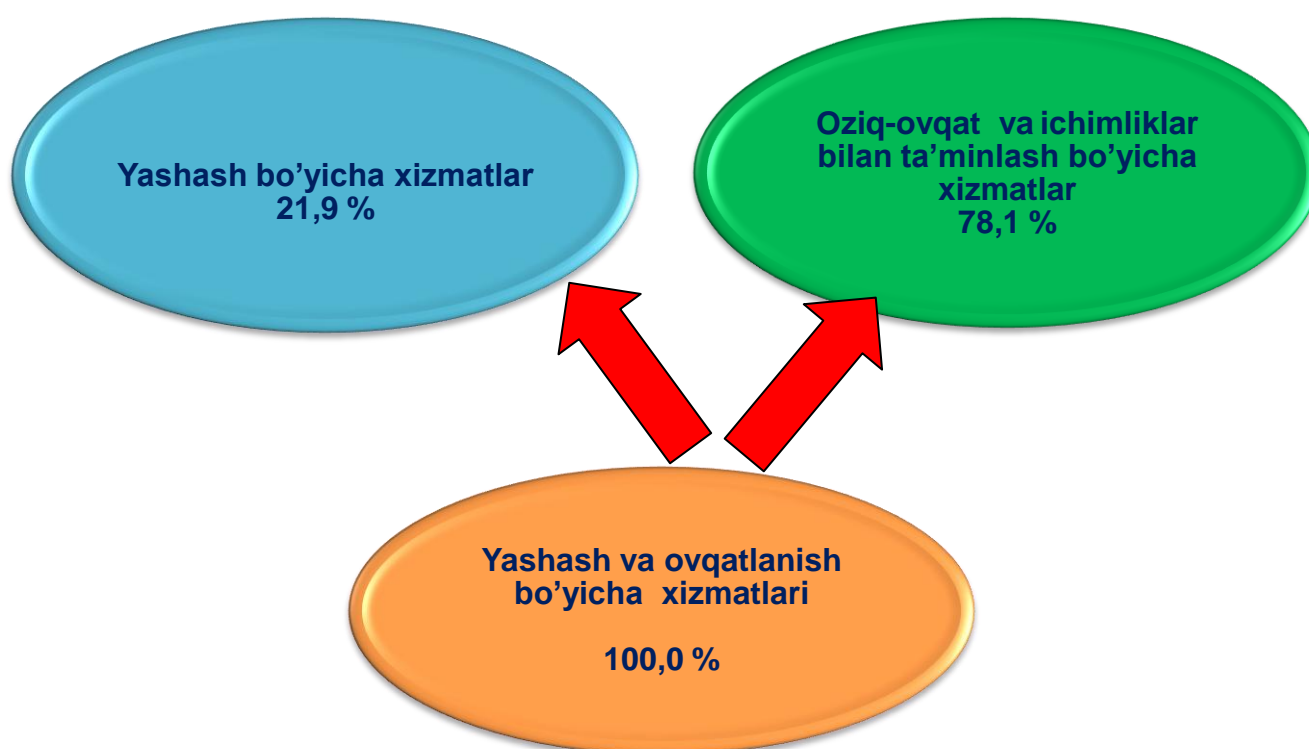 Yashash bo’yicha xizmatlar
21,9 %
Oziq-ovqat va ichimliklar
bilan ta’minlash bo’yicha
xizmatlar
78,1 %
Yashash va ovqatlanish
bo’yicha xizmatlari
100,0 %